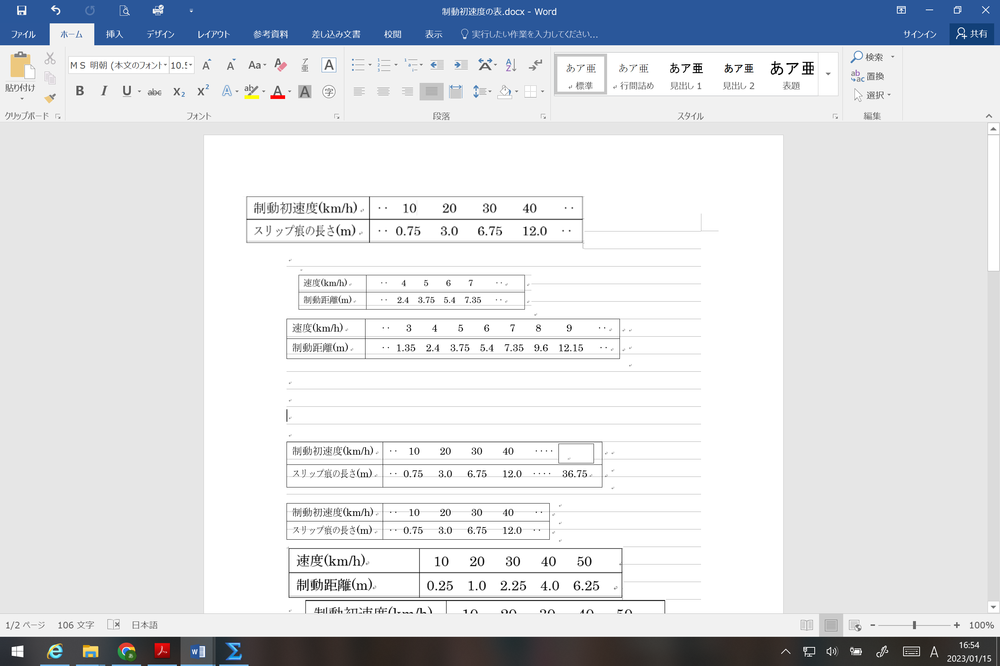 制動初速度の表.docx - Word
ファイル ホーム 挿入 デザイン レイアウト 参考資料 差し込み文書 校閲 表示 実行したい作業を入力してください... サインイン 共有
貼り付け
クリップボード
MS 明朝 (本文のフォント 10.5
フォント
段落
あア亜 あア亜 あア亜 あア亜 あア亜
標準 行間詰め 見出し 1 見出し 2 表題
スタイル
検索
置換
選択
編集
制動初速度(km/h) ‥ 10 20 30 40 ‥
スリップ痕の長さ(m) ‥ 0.75 3.0 6.75 12.0 ‥
速度(km/h) ‥ 4 5 6 7 ‥
制動距離(m) ‥ 2.4 3.75 5.4 7.35 ‥
速度(km/h) ‥ 3 4 5 6 7 8 9 ‥
制動距離(m) ‥ 1.35 2.4 3.75 5.4 7.35 9.6 12.15 ‥
制動初速度(km/h) ‥ 10 20 30 40 ‥‥
スリップ痕の長さ(m) ‥ 0.75 3.0 6.75 12.0 ‥‥ 36.75
制動初速度(km/h) ‥ 10 20 30 40 ‥
スリップ痕の長さ(m) ‥ 0.75 3.0 6.75 12.0 ‥
速度(km/h) 10 20 30 40 50
制動距離(m) 0.25 1.0 2.25 4.0 6.25
制動初速度(km/h) 10 20 30 40 50
1/2 ページ 106 文字 日本語 100%
A 16:54
2023/01/15